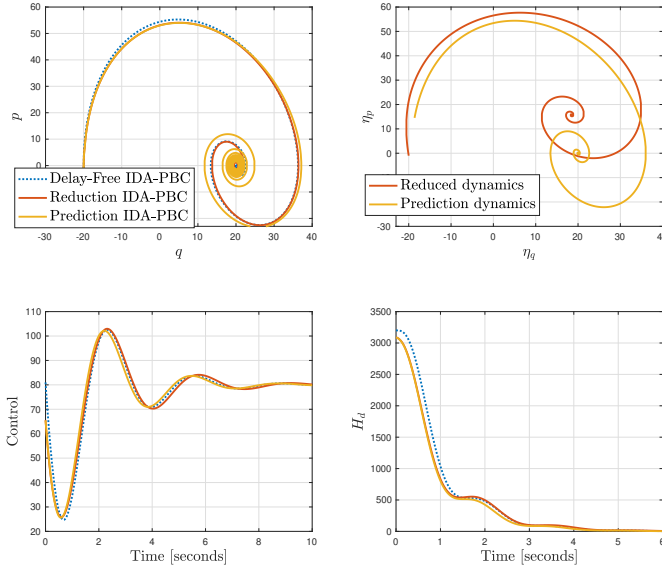 60
50
40
30
20
10
0
-10
-20
-30
-30 -20 -10 0 10 20 30 40
p
q
Delay-Free IDA-PBC
Reduction IDA-PBC
Prediction IDA-PBC
60
50
40
30
20
10
0
-10
-30
-20 -10 0 10 20 30 40
η_p
η_q
Reduced dynamics
Prediction dynamics
110
100
90
80
70
60
50
40
30
20
0 2 4 6 8 10
Control
Time [seconds]
3500
3000
2500
2000
1500
1000
500
0
0 1 2 3 4 5 6
H_d
Time [seconds]